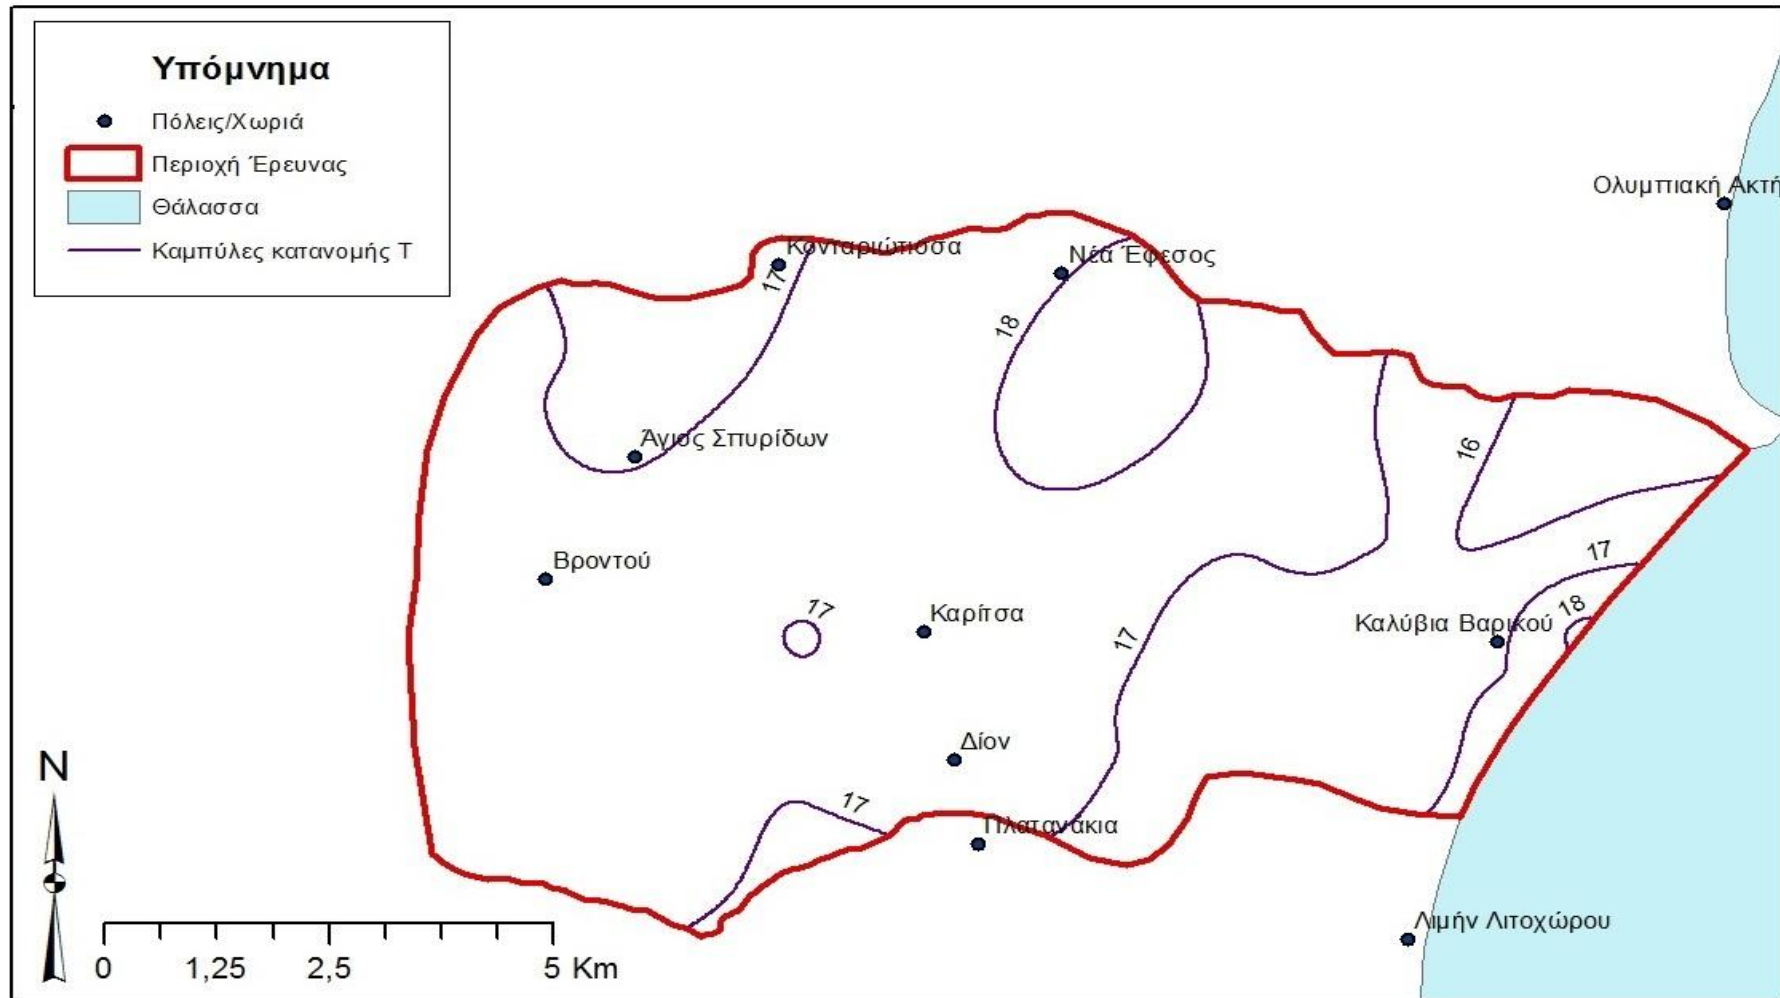 Υπόμνημα
Πόλεις/Χωριά
Περιοχή Έρευνας
Θάλασσα
Καμπύλες κατανομής Τ
Ολυμπιακή Ακτή
Κονταριώτισσα
Νέα Έφεσος
17
18
Άγιος Σπυρίδων
16
Βροντού
17
17
Καρίτσα
18
Καλύβια Βαρικού
17
Δίον
17
Πλατανάκια
Λιμήν Λιτοχώρου
N
0 1,25 2,5 5 Km